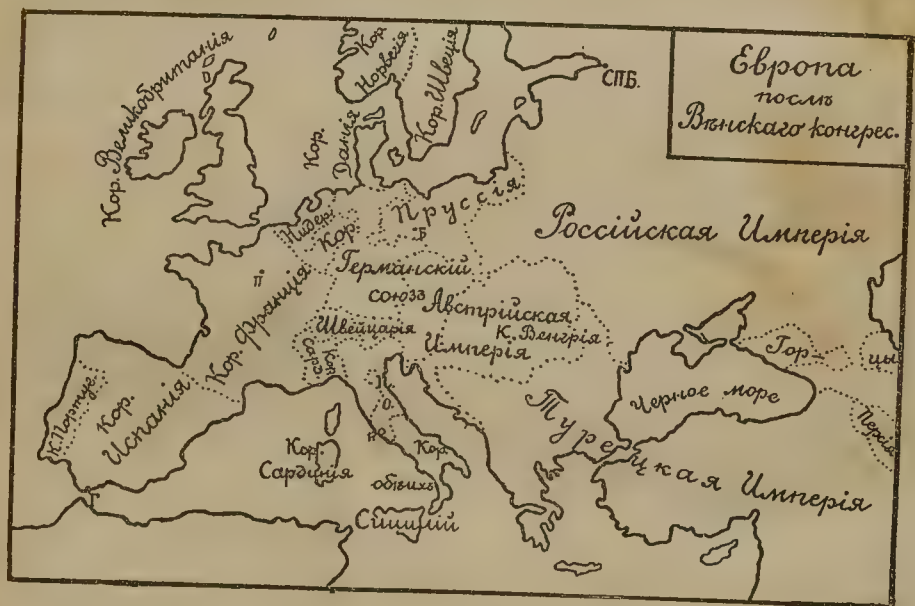 Европа
послѣ
Вѣнскаго конгрес.
Кор. Великобританія
Кор.
Норвегія
Кор. Швеція
СПБ.
Кор.
Данія
Нидер.
Кор.
Пруссія
Б
Россійская Имперія
П
Кор. Франція
Германскій
союзъ
Австрійская
К. Венгрія
Имперія
Швейцарія
Гор-
цы
Черное море
Персія
К. Португ.
Кор.
Испанія
Турецкая Имперія
Кор.
Сардинія
Кор.
обѣихъ
Сицилій